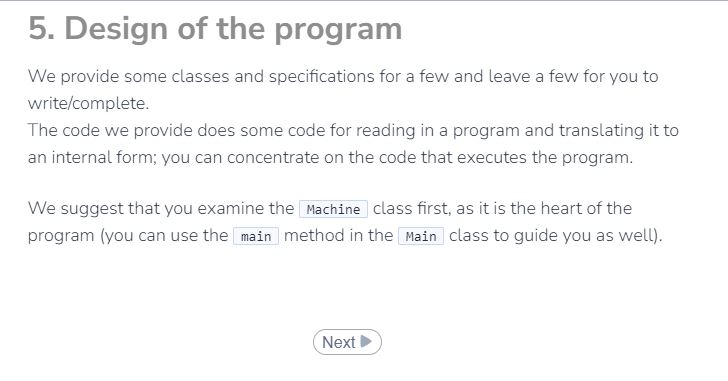 5. Design of the program
We provide some classes and specifications for a few and leave a few for you to
write/complete.
The code we provide does some code for reading in a program and translating it to
an internal form; you can concentrate on the code that executes the program.
We suggest that you examine the Machine class first, as it is the heart of the
program (you can use the main method in the Main class to guide you as well).
Next